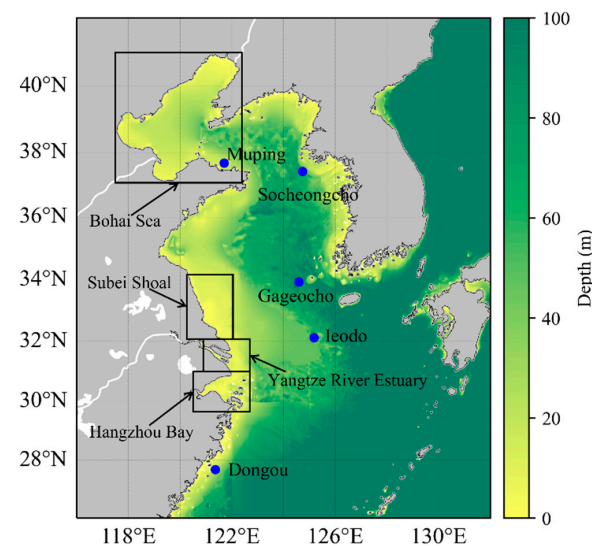 100
40°N
80
38°N
Muping
Socheongcho
Bohai Sea
36°N
60
Depth (m)
34°N
Subei Shoal
Gageocho
40
32°N
Ieodo
Yangtze River Estuary
30°N
Hangzhou Bay
20
28°N
Dongou
0
118°E 122°E 126°E 130°E